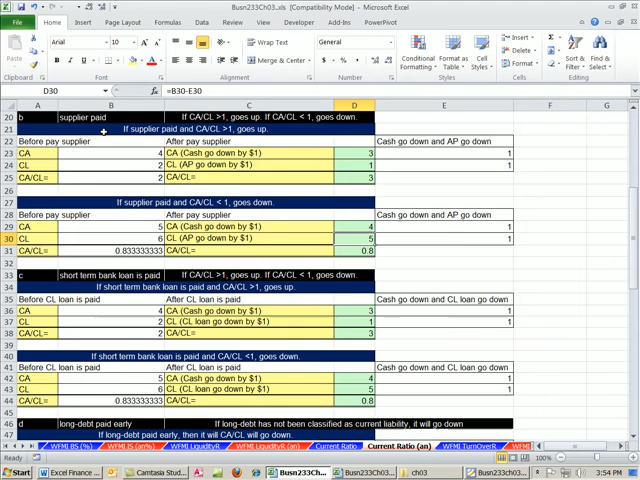 Busn233Ch03.xls [Compatibility Mode] - Microsoft Excel
File Home Insert Page Layout Formulas Data Review View Developer Add-Ins PowerPivot
Arial 10 Wrap Text General Insert Σ
Paste B I U Merge & Center $ % , Conditional Formatting Format as Table Cell Styles Delete Format Sort & Filter Find & Select
Clipboard Font Alignment Number Styles Cells Editing
D30 fx =B30-E30
A B C D E F G
20 b supplier paid If CA/CL >1, goes up. If CA/CL < 1, goes down.
21 If supplier paid and CA/CL >1, goes up.
22 Before pay supplier After pay supplier Cash go down and AP go down
23 CA 4 CA (Cash go down by $1) 3 1
24 CL 2 CL (AP go down by $1) 1 1
25 CA/CL= 2 CA/CL= 3
26
27 If supplier paid and CA/CL < 1, goes down.
28 Before pay supplier After pay supplier Cash go down and AP go down
29 CA 5 CA (Cash go down by $1) 4 1
30 CL 6 CL (AP go down by $1) 5 1
31 CA/CL= 0.833333333 CA/CL= 0.8
32
33 c short term bank loan is paid If CA/CL >1, goes up. If CA/CL < 1, goes down.
34 If short term bank loan is paid and CA/CL >1, goes up.
35 Before CL loan is paid After CL loan is paid Cash go down and CL loan go down
36 CA 4 CA (Cash go down by $1) 3 1
37 CL 2 CL (CL loan go down by $1) 1 1
38 CA/CL= 2 CA/CL= 3
39
40 If short term bank loan is paid and CA/CL <1, goes down.
41 Before CL loan is paid After CL loan is paid Cash go down and CL loan go down
42 CA 5 CA (Cash go down by $1) 4 1
43 CL 6 CL (CL loan go down by $1) 5 1
44 CA/CL= 0.833333333 CA/CL= 0.8
45
46 d long-debt paid early If long-debt has not been classified as current liability, it will go down
47 If long-debt paid early, then it will CA/CL will go down.
WFMI BS (%) WFMI IS (an%) WFMI LiquidityR WFMI LiquidityR (an) Current Ratio Current Ratio (an) WFMI TurnOverR WFMI
Ready 100%
Start Excel Finance ... Camtasia Studi... Busn233Ch... Busn233ch03... ch03 Busn233ch03... 3:54 PM